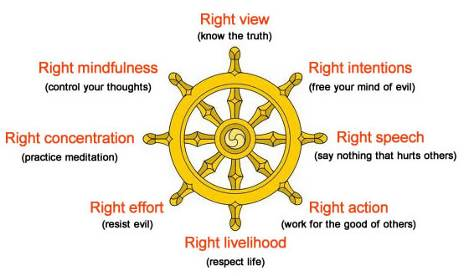 Right view
(know the truth)
Right mindfulness
(control your thoughts)
Right intentions
(free your mind of evil)
Right concentration
(practice meditation)
Right speech
(say nothing that hurts others)
Right effort
(resist evil)
Right action
(work for the good of others)
Right livelihood
(respect life)